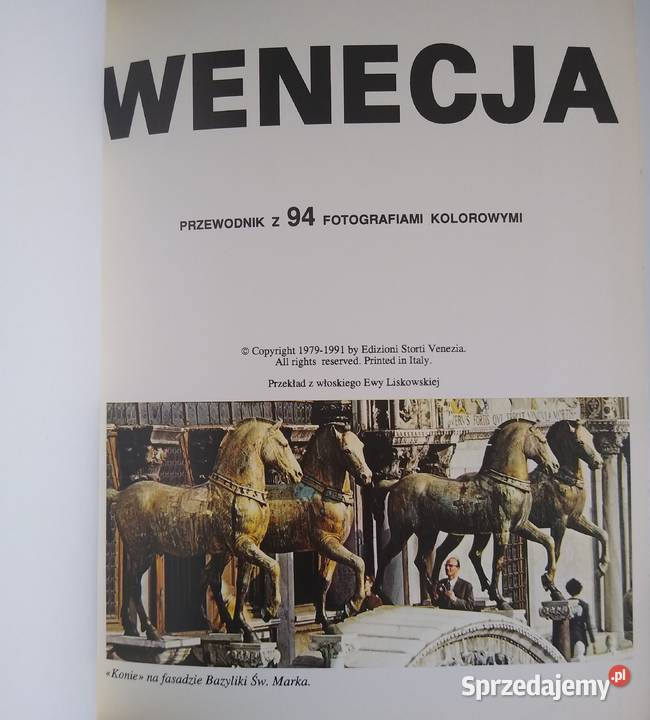 WENECJA
PRZEWODNIK Z 94 FOTOGRAFIAMI KOLOROWYMI
© Copyright 1979-1991 by Edizioni Storti Venezia.
All rights reserved. Printed in Italy.
Przekład z włoskiego Ewy Liskowskiej
«Konie» na fasadzie Bazyliki Św. Marka.
Sprzedajemy.pl